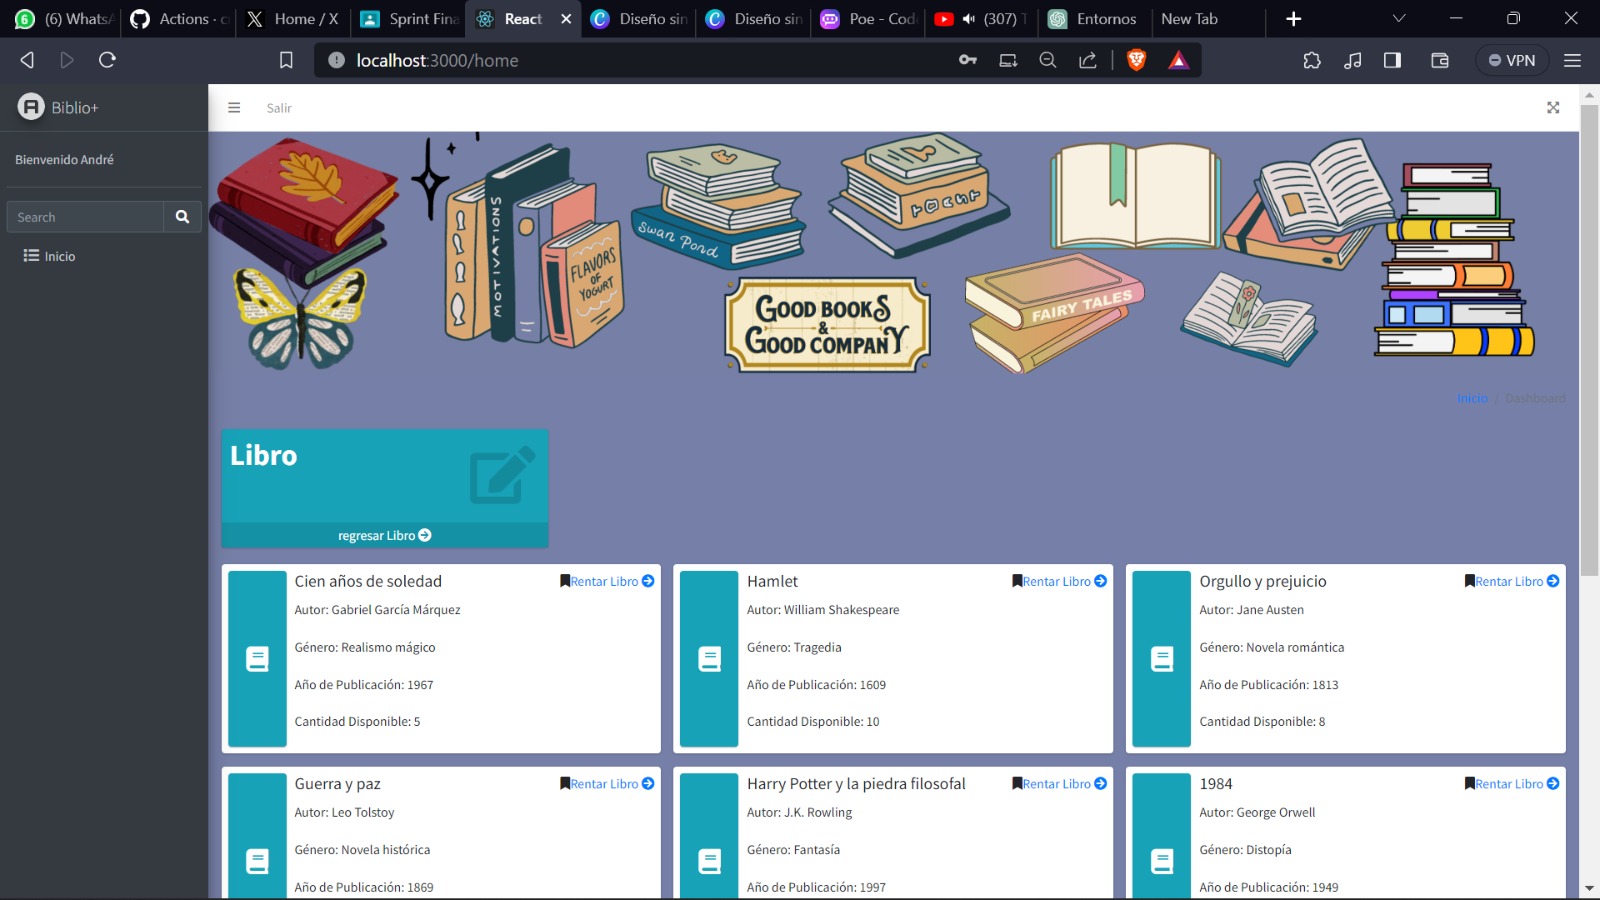 (6) WhatsA
Actions · c
Home / X
Sprint Fina
React
Diseño sin
Diseño sin
Poe - Cod
(307) T
Entornos
New Tab
localhost:3000/home
VPN
Biblio+
Salir
Bienvenido André
Search
Inicio
MOTIVATIONS
FLAVORS
OF
YOGURT
Swan Pond
GOOD BOOKS
&
GOOD COMPANY
FAIRY TALES
Inicio / Dashboard
Libro
regresar Libro
Cien años de soledad
Rentar Libro
Autor: Gabriel García Márquez
Género: Realismo mágico
Año de Publicación: 1967
Cantidad Disponible: 5
Hamlet
Rentar Libro
Autor: William Shakespeare
Género: Tragedia
Año de Publicación: 1609
Cantidad Disponible: 10
Orgullo y prejuicio
Rentar Libro
Autor: Jane Austen
Género: Novela romántica
Año de Publicación: 1813
Cantidad Disponible: 8
Guerra y paz
Rentar Libro
Autor: Leo Tolstoy
Género: Novela histórica
Año de Publicación: 1869
Harry Potter y la piedra filosofal
Rentar Libro
Autor: J.K. Rowling
Género: Fantasía
Año de Publicación: 1997
1984
Rentar Libro
Autor: George Orwell
Género: Distopía
Año de Publicación: 1949